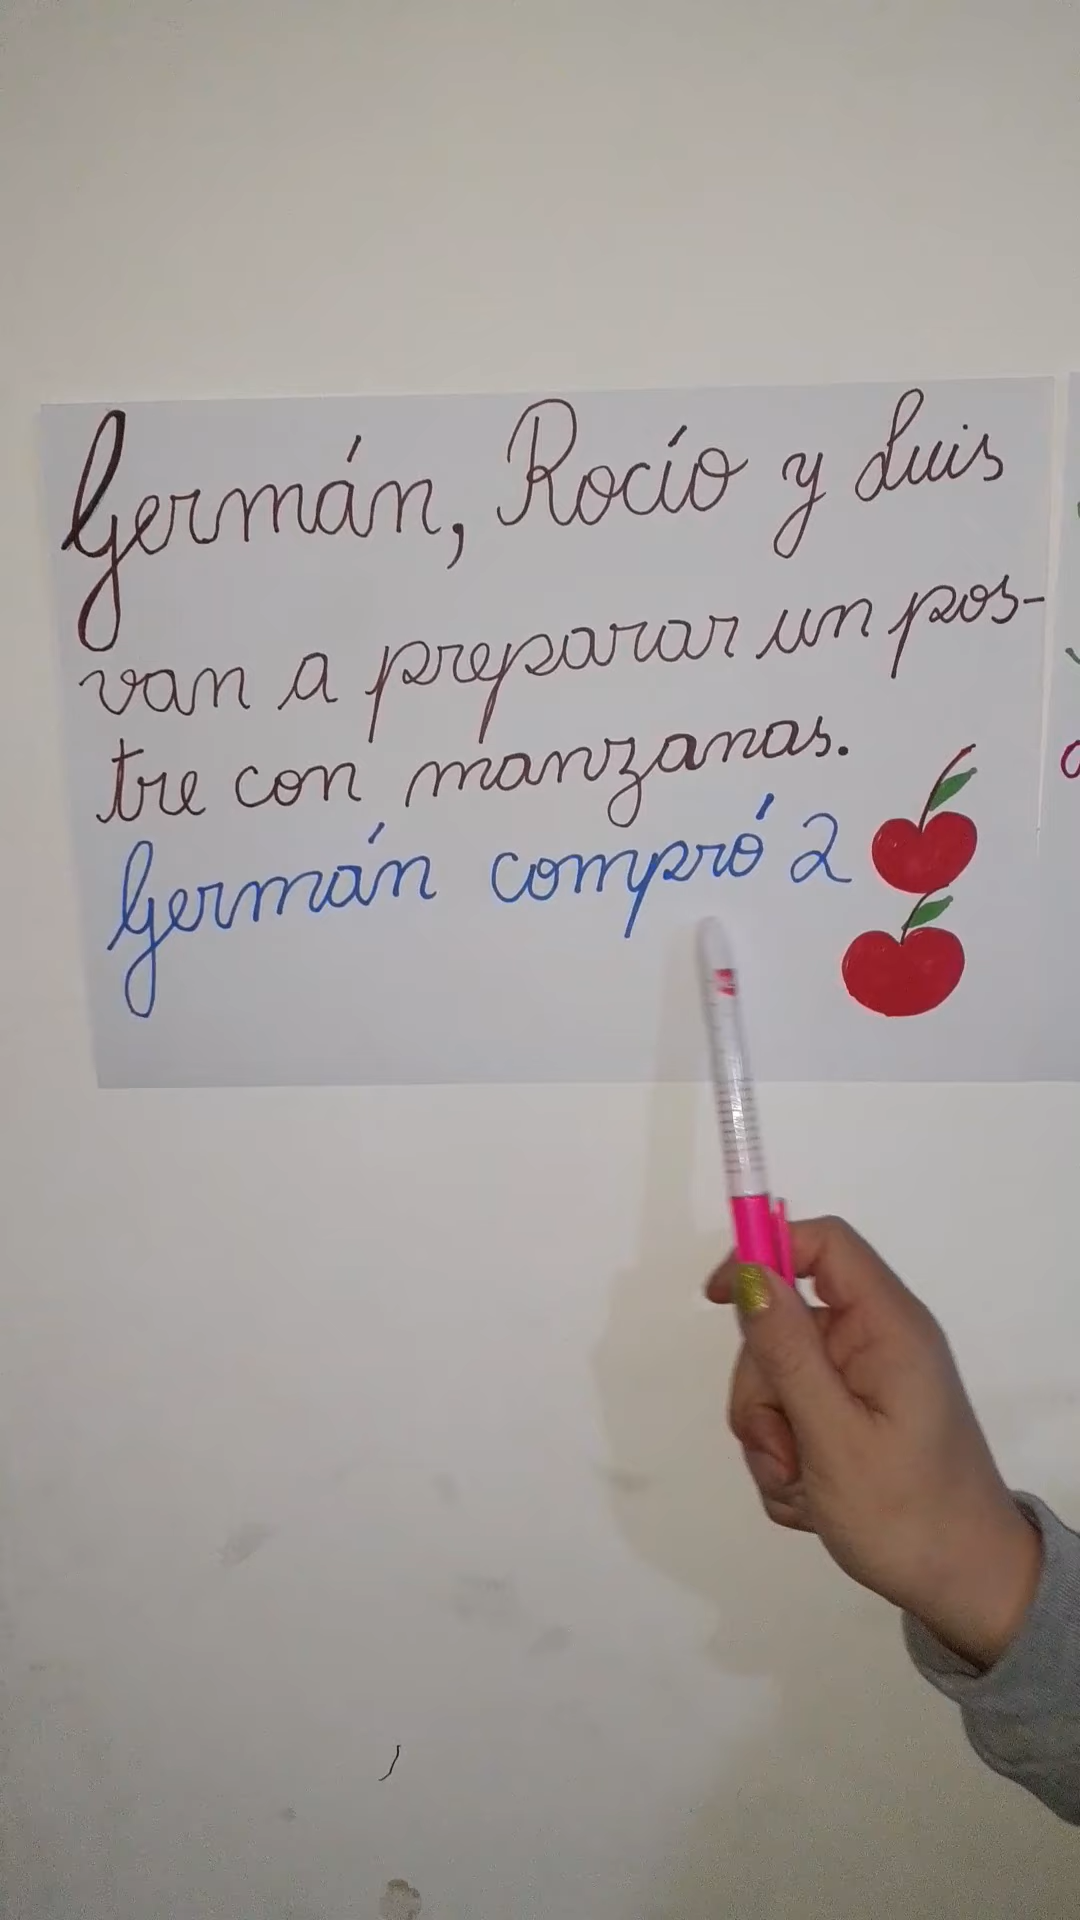 Germán, Rocío y Luis
van a preparar un pos-
tre con manzanas.
Germán compró 2